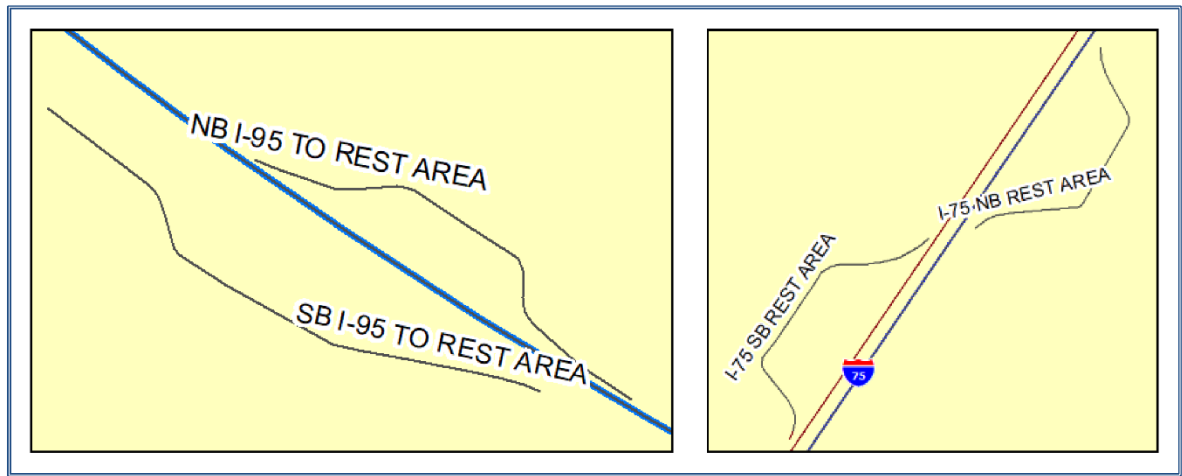 NB I-95 TO REST AREA
SB I-95 TO REST AREA
I-75 NB REST AREA
I-75 SB REST AREA
75